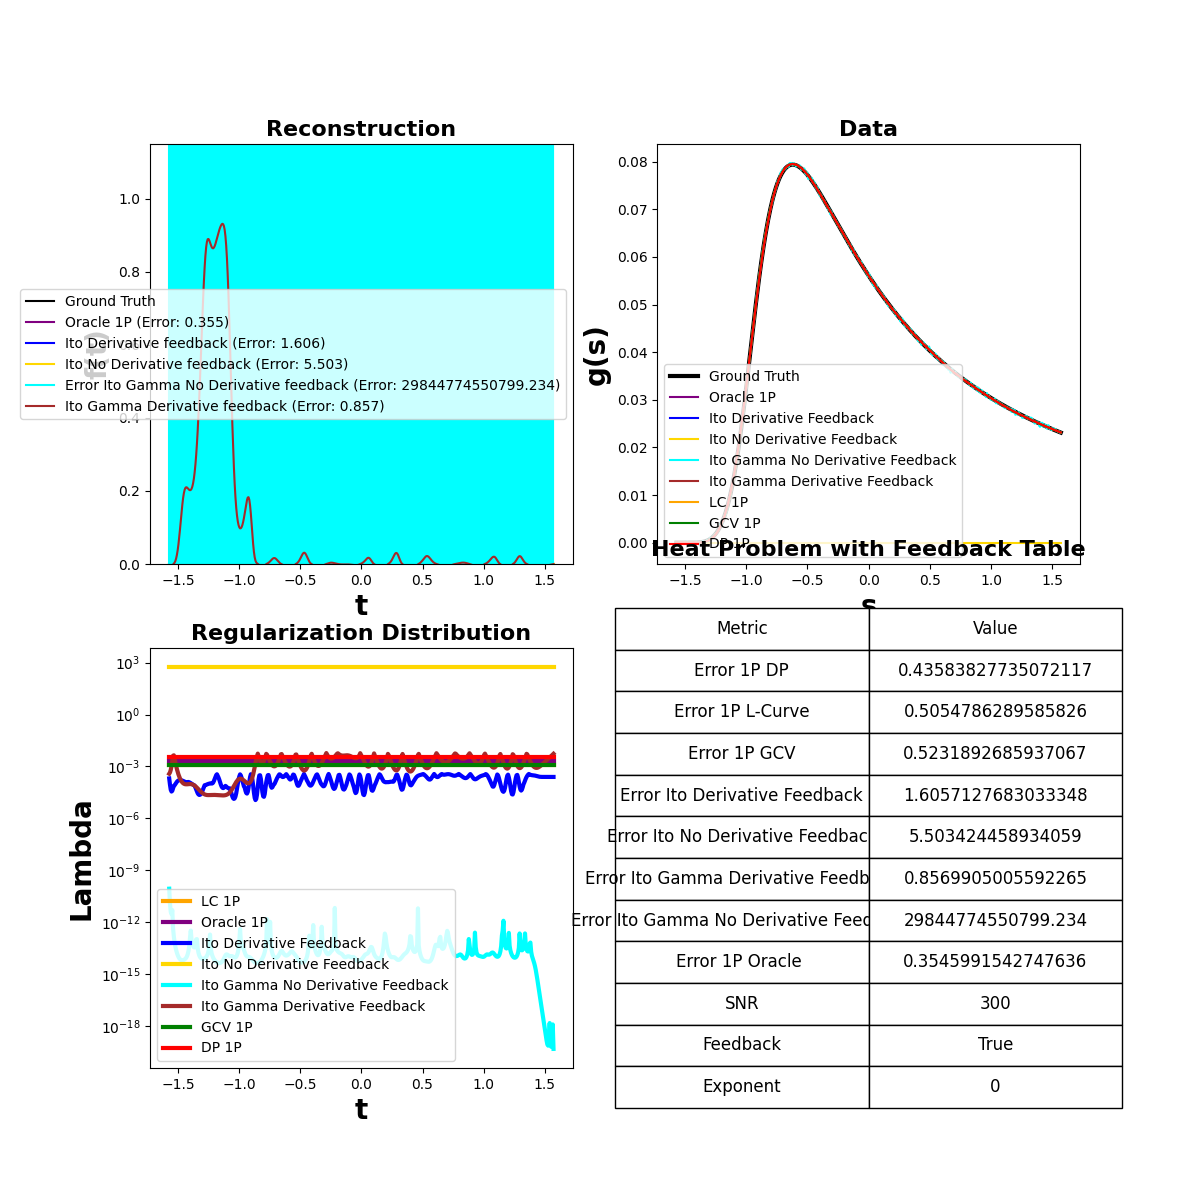 Reconstruction
1.0
0.8
0.4
0.2
0.0
f(t)
Ground Truth
Oracle 1P (Error: 0.355)
Ito Derivative feedback (Error: 1.606)
Ito No Derivative feedback (Error: 5.503)
Error Ito Gamma No Derivative feedback (Error: 29844774550799.234)
Ito Gamma Derivative feedback (Error: 0.857)
−1.5 −1.0 −0.5 0.0 0.5 1.0 1.5
t
Data
0.08
0.07
0.06
0.05
0.04
0.03
0.02
0.01
0.00
g(s)
Ground Truth
Oracle 1P
Ito Derivative Feedback
Ito No Derivative Feedback
Ito Gamma No Derivative Feedback
Ito Gamma Derivative Feedback
LC 1P
GCV 1P
DP 1P
−1.5 −1.0 −0.5 0.0 0.5 1.0 1.5
s
Regularization Distribution
10³
10⁰
10⁻³
10⁻⁶
10⁻⁹
10⁻¹²
10⁻¹⁵
10⁻¹⁸
Lambda
LC 1P
Oracle 1P
Ito Derivative Feedback
Ito No Derivative Feedback
Ito Gamma No Derivative Feedback
Ito Gamma Derivative Feedback
GCV 1P
DP 1P
−1.5 −1.0 −0.5 0.0 0.5 1.0 1.5
t
Heat Problem with Feedback Table
Metric Value
Error 1P DP 0.43583827735072117
Error 1P L-Curve 0.5054786289585826
Error 1P GCV 0.5231892685937067
Error Ito Derivative Feedback 1.6057127683033348
Error Ito No Derivative Feedbac 5.503424458934059
Error Ito Gamma Derivative Feedb 0.8569905005592265
Error Ito Gamma No Derivative Feec 29844774550799.234
Error 1P Oracle 0.3545991542747636
SNR 300
Feedback True
Exponent 0